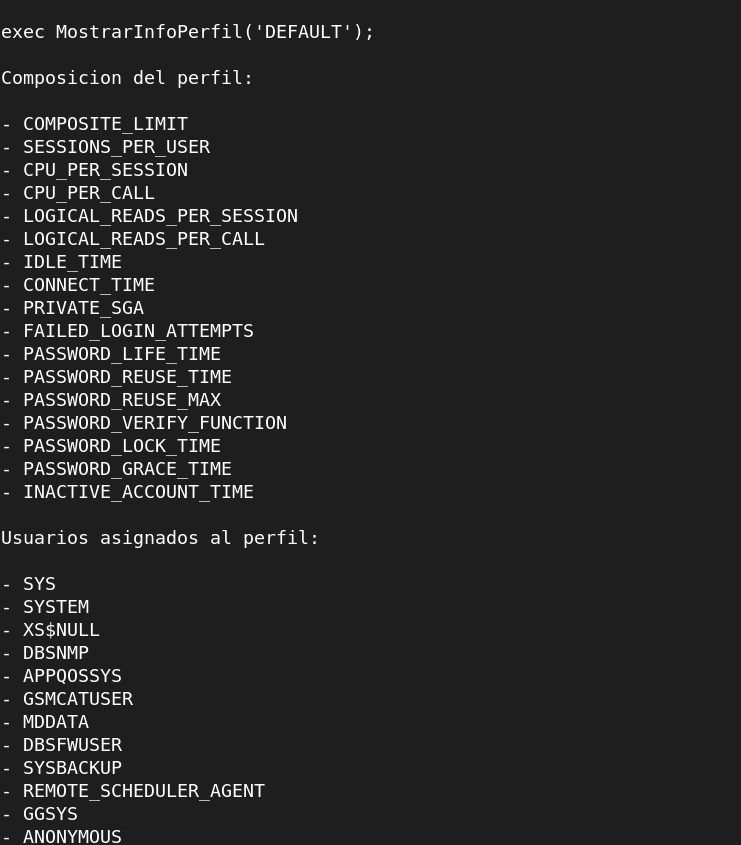 exec MostrarInfoPerfil('DEFAULT');
Composicion del perfil:
- COMPOSITE_LIMIT
- SESSIONS_PER_USER
- CPU_PER_SESSION
- CPU_PER_CALL
- LOGICAL_READS_PER_SESSION
- LOGICAL_READS_PER_CALL
- IDLE_TIME
- CONNECT_TIME
- PRIVATE_SGA
- FAILED_LOGIN_ATTEMPTS
- PASSWORD_LIFE_TIME
- PASSWORD_REUSE_TIME
- PASSWORD_REUSE_MAX
- PASSWORD_VERIFY_FUNCTION
- PASSWORD_LOCK_TIME
- PASSWORD_GRACE_TIME
- INACTIVE_ACCOUNT_TIME
Usuarios asignados al perfil:
- SYS
- SYSTEM
- XS$NULL
- DBSNMP
- APPQOSSYS
- GSMCATUSER
- MDDATA
- DBSFWUSER
- SYSBACKUP
- REMOTE_SCHEDULER_AGENT
- GGSYS
- ANONYMOUS